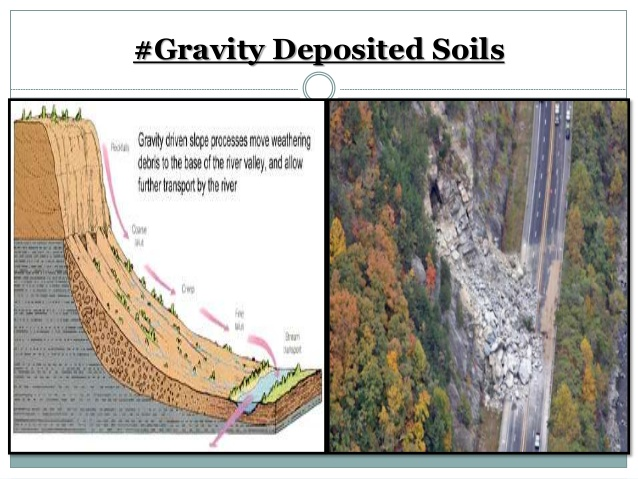 #Gravity Deposited Soils
Gravity driven slope processes move weathering
debris to the base of the river valley, and allow
further transport by the river
Rockfalls
Coarse
talus
Creep
Fine
talus
Stream
transport